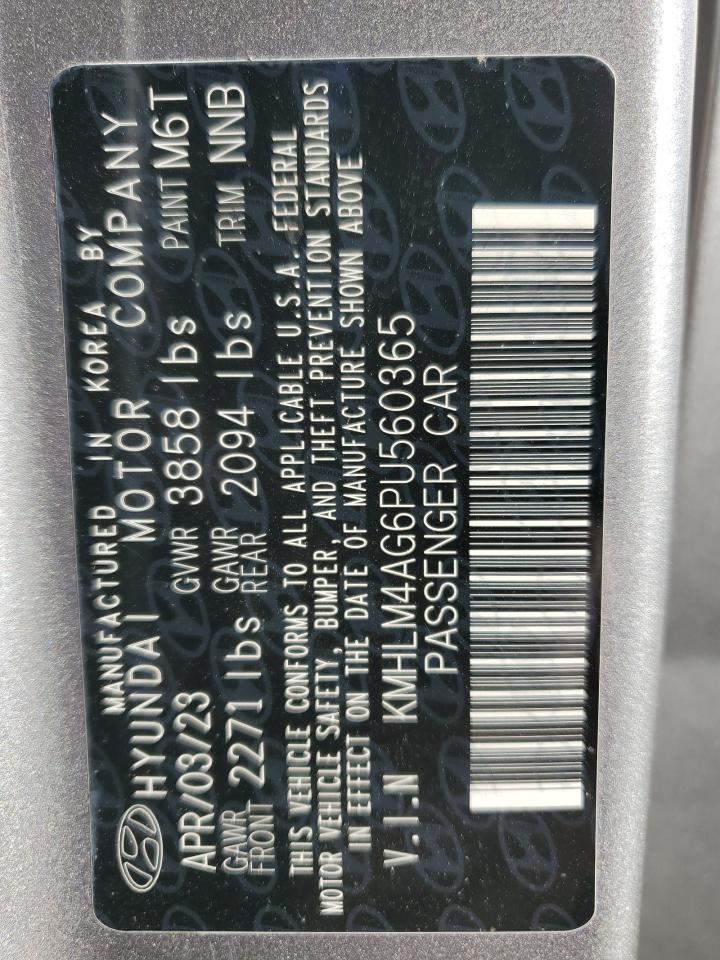 MANUFACTURED IN KOREA BY
HYUNDAI MOTOR COMPANY
APR/03/23 GVWR 3858 lbs PAINT M6T
GAWR FRONT 2271 lbs GAWR REAR 2094 lbs TRIM NNB
THIS VEHICLE CONFORMS TO ALL APPLICABLE U.S.A. FEDERAL
MOTOR VEHICLE SAFETY, BUMPER, AND THEFT PREVENTION STANDARDS
IN EFFECT ON THE DATE OF MANUFACTURE SHOWN ABOVE
V.I.N KMHLM4AG6PU560365
PASSENGER CAR